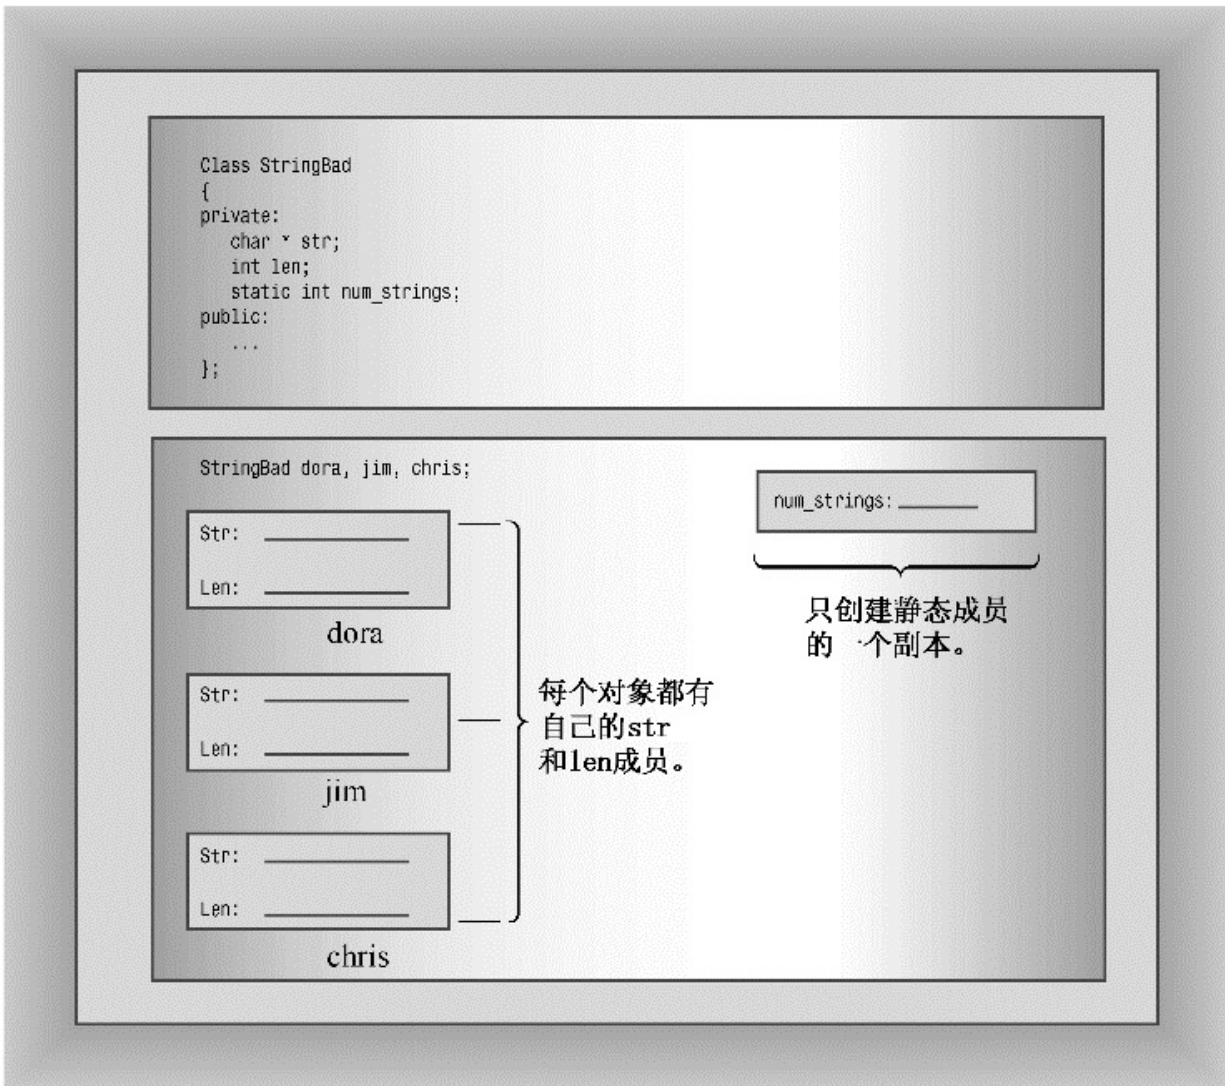 Class StringBad
{
private:
char * str;
int len;
static int num_strings;
public:
...
};
StringBad dora, jim, chris;
Str:
Len:
dora
Str:
Len:
jim
Str:
Len:
chris
每个对象都有
自己的str
和len成员。
num_strings:
只创建静态成员
的一个副本。